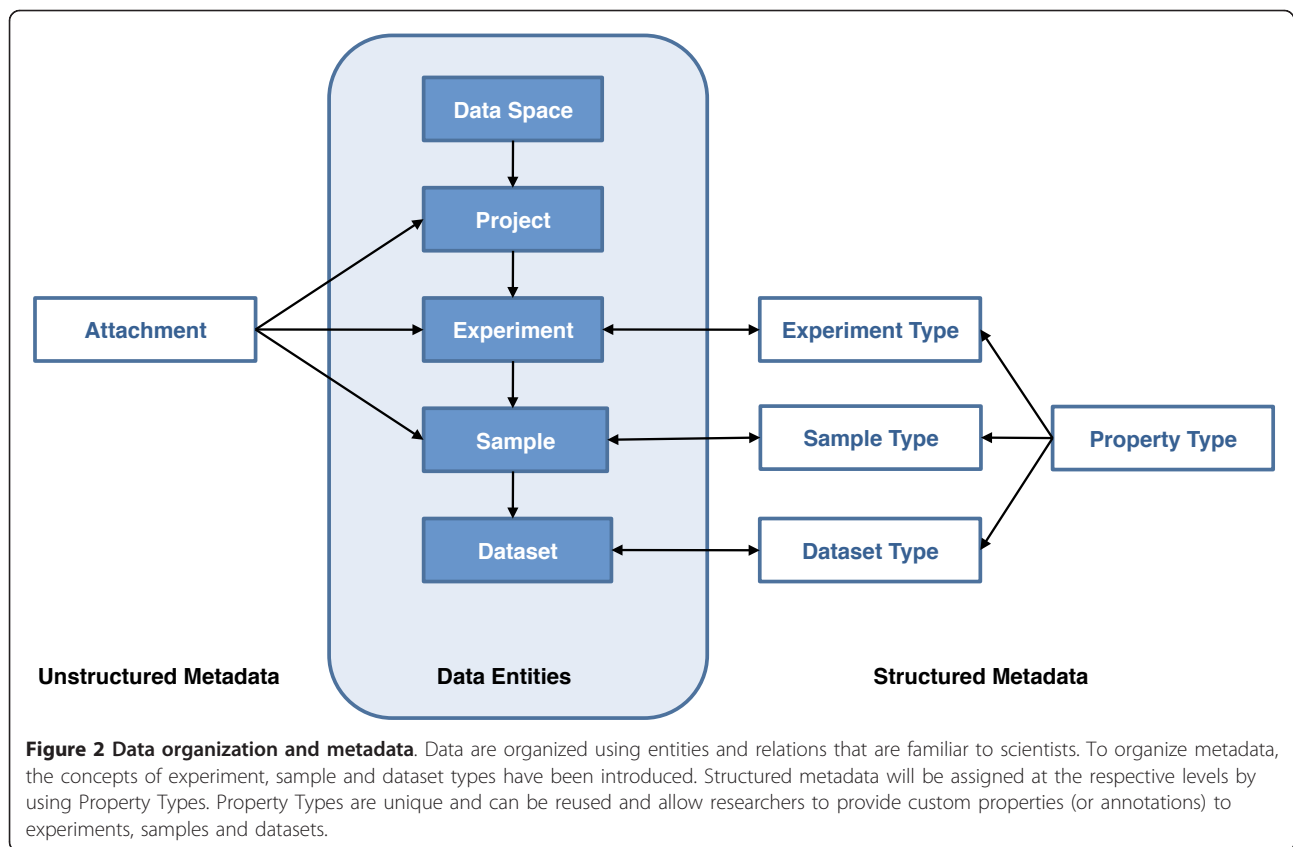 Data Space
Project
Attachment
Experiment
Experiment Type
Sample
Sample Type
Property Type
Dataset
Dataset Type
Unstructured Metadata
Data Entities
Structured Metadata
Figure 2 Data organization and metadata. Data are organized using entities and relations that are familiar to scientists. To organize metadata,
the concepts of experiment, sample and dataset types have been introduced. Structured metadata will be assigned at the respective levels by
using Property Types. Property Types are unique and can be reused and allow researchers to provide custom properties (or annotations) to
experiments, samples and datasets.